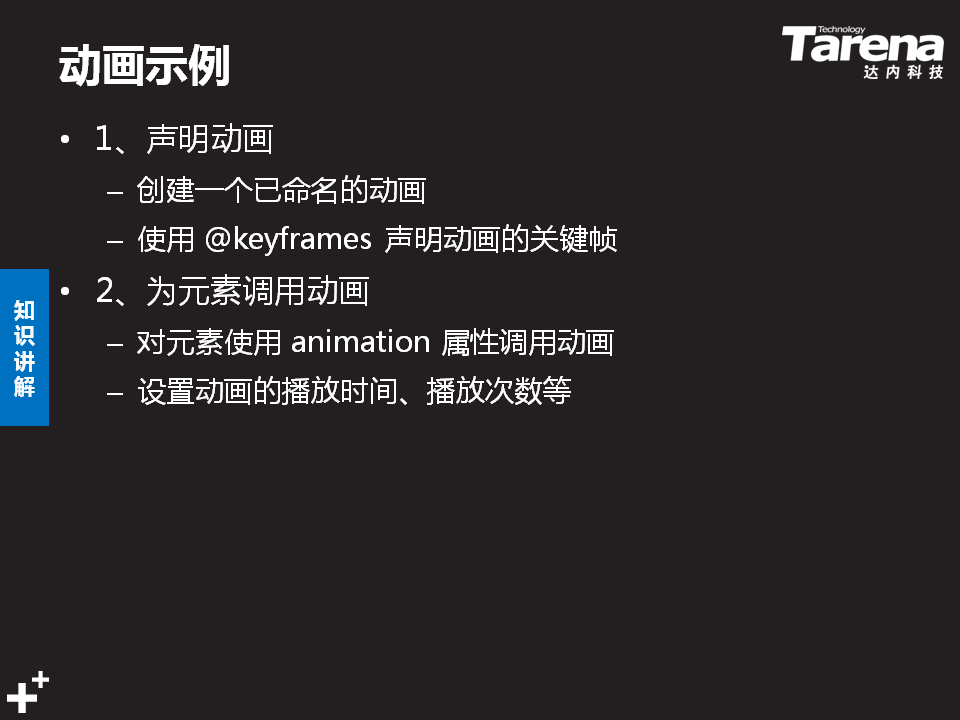 动画示例
Technology
Tarena
达内科技
• 1、声明动画
– 创建一个已命名的动画
– 使用 @keyframes 声明动画的关键帧
• 2、为元素调用动画
– 对元素使用 animation 属性调用动画
– 设置动画的播放时间、播放次数等
知识讲解